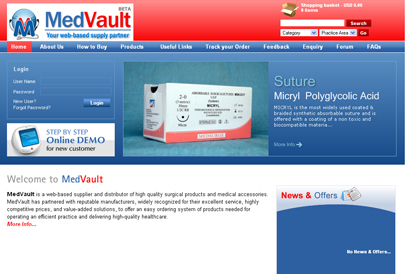 BETA
MedVault
Your web-based supply partner
Shopping basket - USD 0.00
0 Items
Search
Category
Practice Area
Go
Home
About Us
How to Buy
Products
Useful Links
Track your Order
Feedback
Enquiry
Forum
FAQs
Login
User Name
Password
New User?
Forgot Password?
Login
STEP BY STEP
Online DEMO
for new customer
MICRYL
2-0
Suture
Micryl Polyglycolic Acid
MICRYL is the most widely used coated &
braided synthetic absorbable suture and is
offered with a coating of a non toxic and
biocompatible materia...
More Info
Welcome to MedVault
MedVault is a web-based supplier and distributor of high quality surgical products and medical accessories.
MedVault has partnered with reputable manufacturers, widely recognized for their excellent service, highly
competitive prices, and value-added solutions, to offer an easy ordering system of products needed for
operating an efficient practice and delivering high-quality healthcare.
More Info...
News & Offers
No News & Offers...